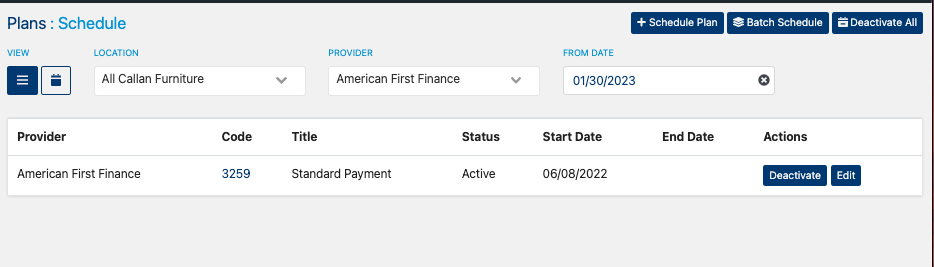 Plans : Schedule
Schedule Plan
Batch Schedule
Deactivate All
VIEW
LOCATION
PROVIDER
FROM DATE
All Callan Furniture
American First Finance
01/30/2023
Provider Code Title Status Start Date End Date Actions
American First Finance 3259 Standard Payment Active 06/08/2022 Deactivate Edit